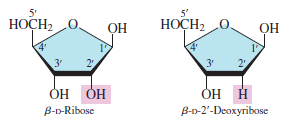 5′ 5′
HOCH₂ O OH HOCH₂ O OH
4′ 1′ 4′ 1′
3′ 2′ 3′ 2′
OH OH OH H
β-D-Ribose β-D-2′-Deoxyribose